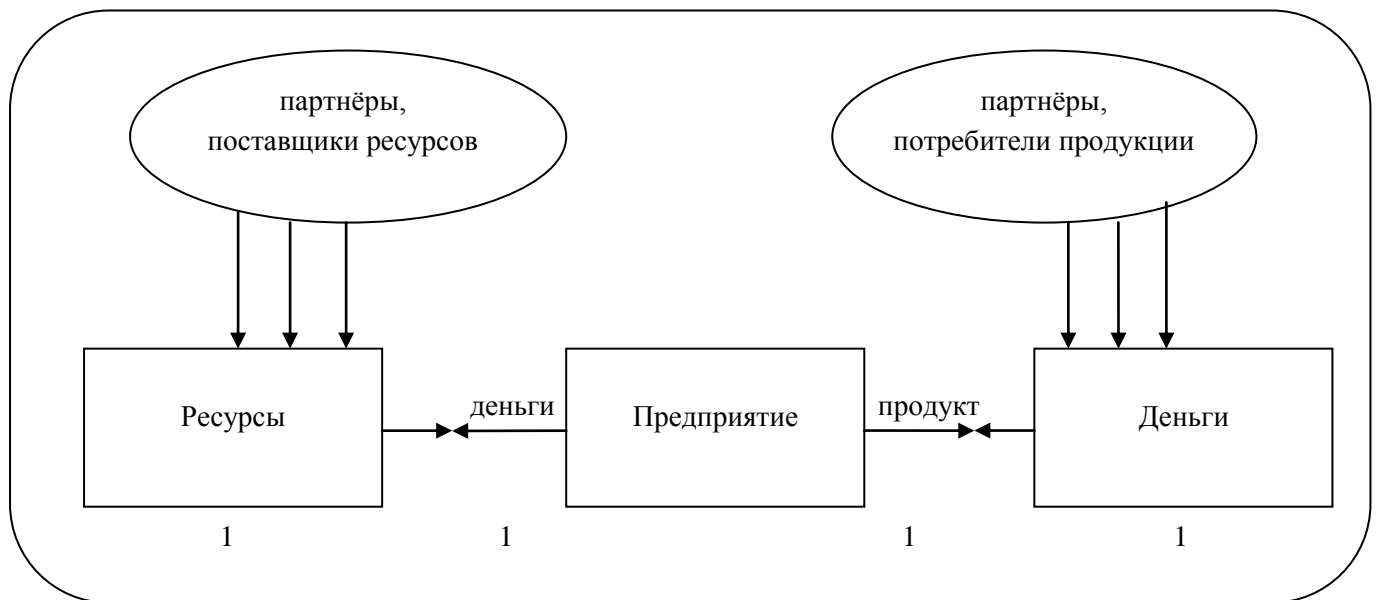 партнёры,
поставщики ресурсов
партнёры,
потребители продукции
Ресурсы
деньги
Предприятие
продукт
Деньги
1
1
1
1